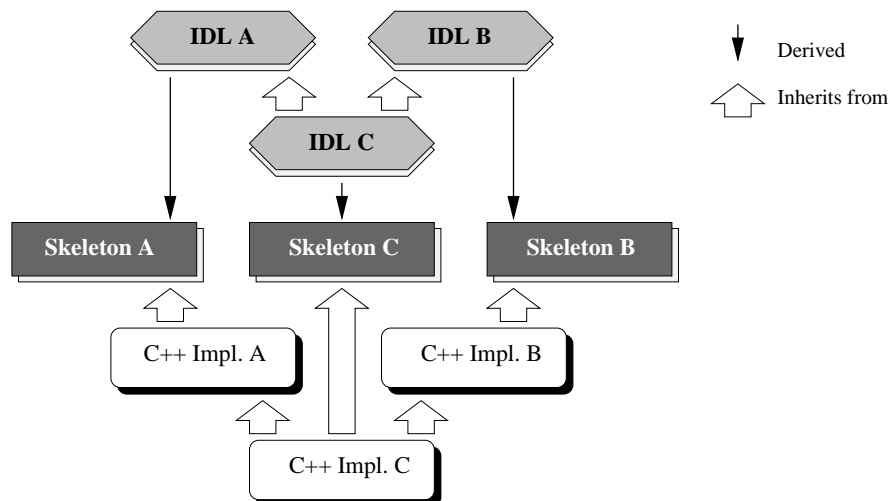 IDL A
IDL B
Derived
Inherits from
IDL C
Skeleton A
Skeleton C
Skeleton B
C++ Impl. A
C++ Impl. B
C++ Impl. C